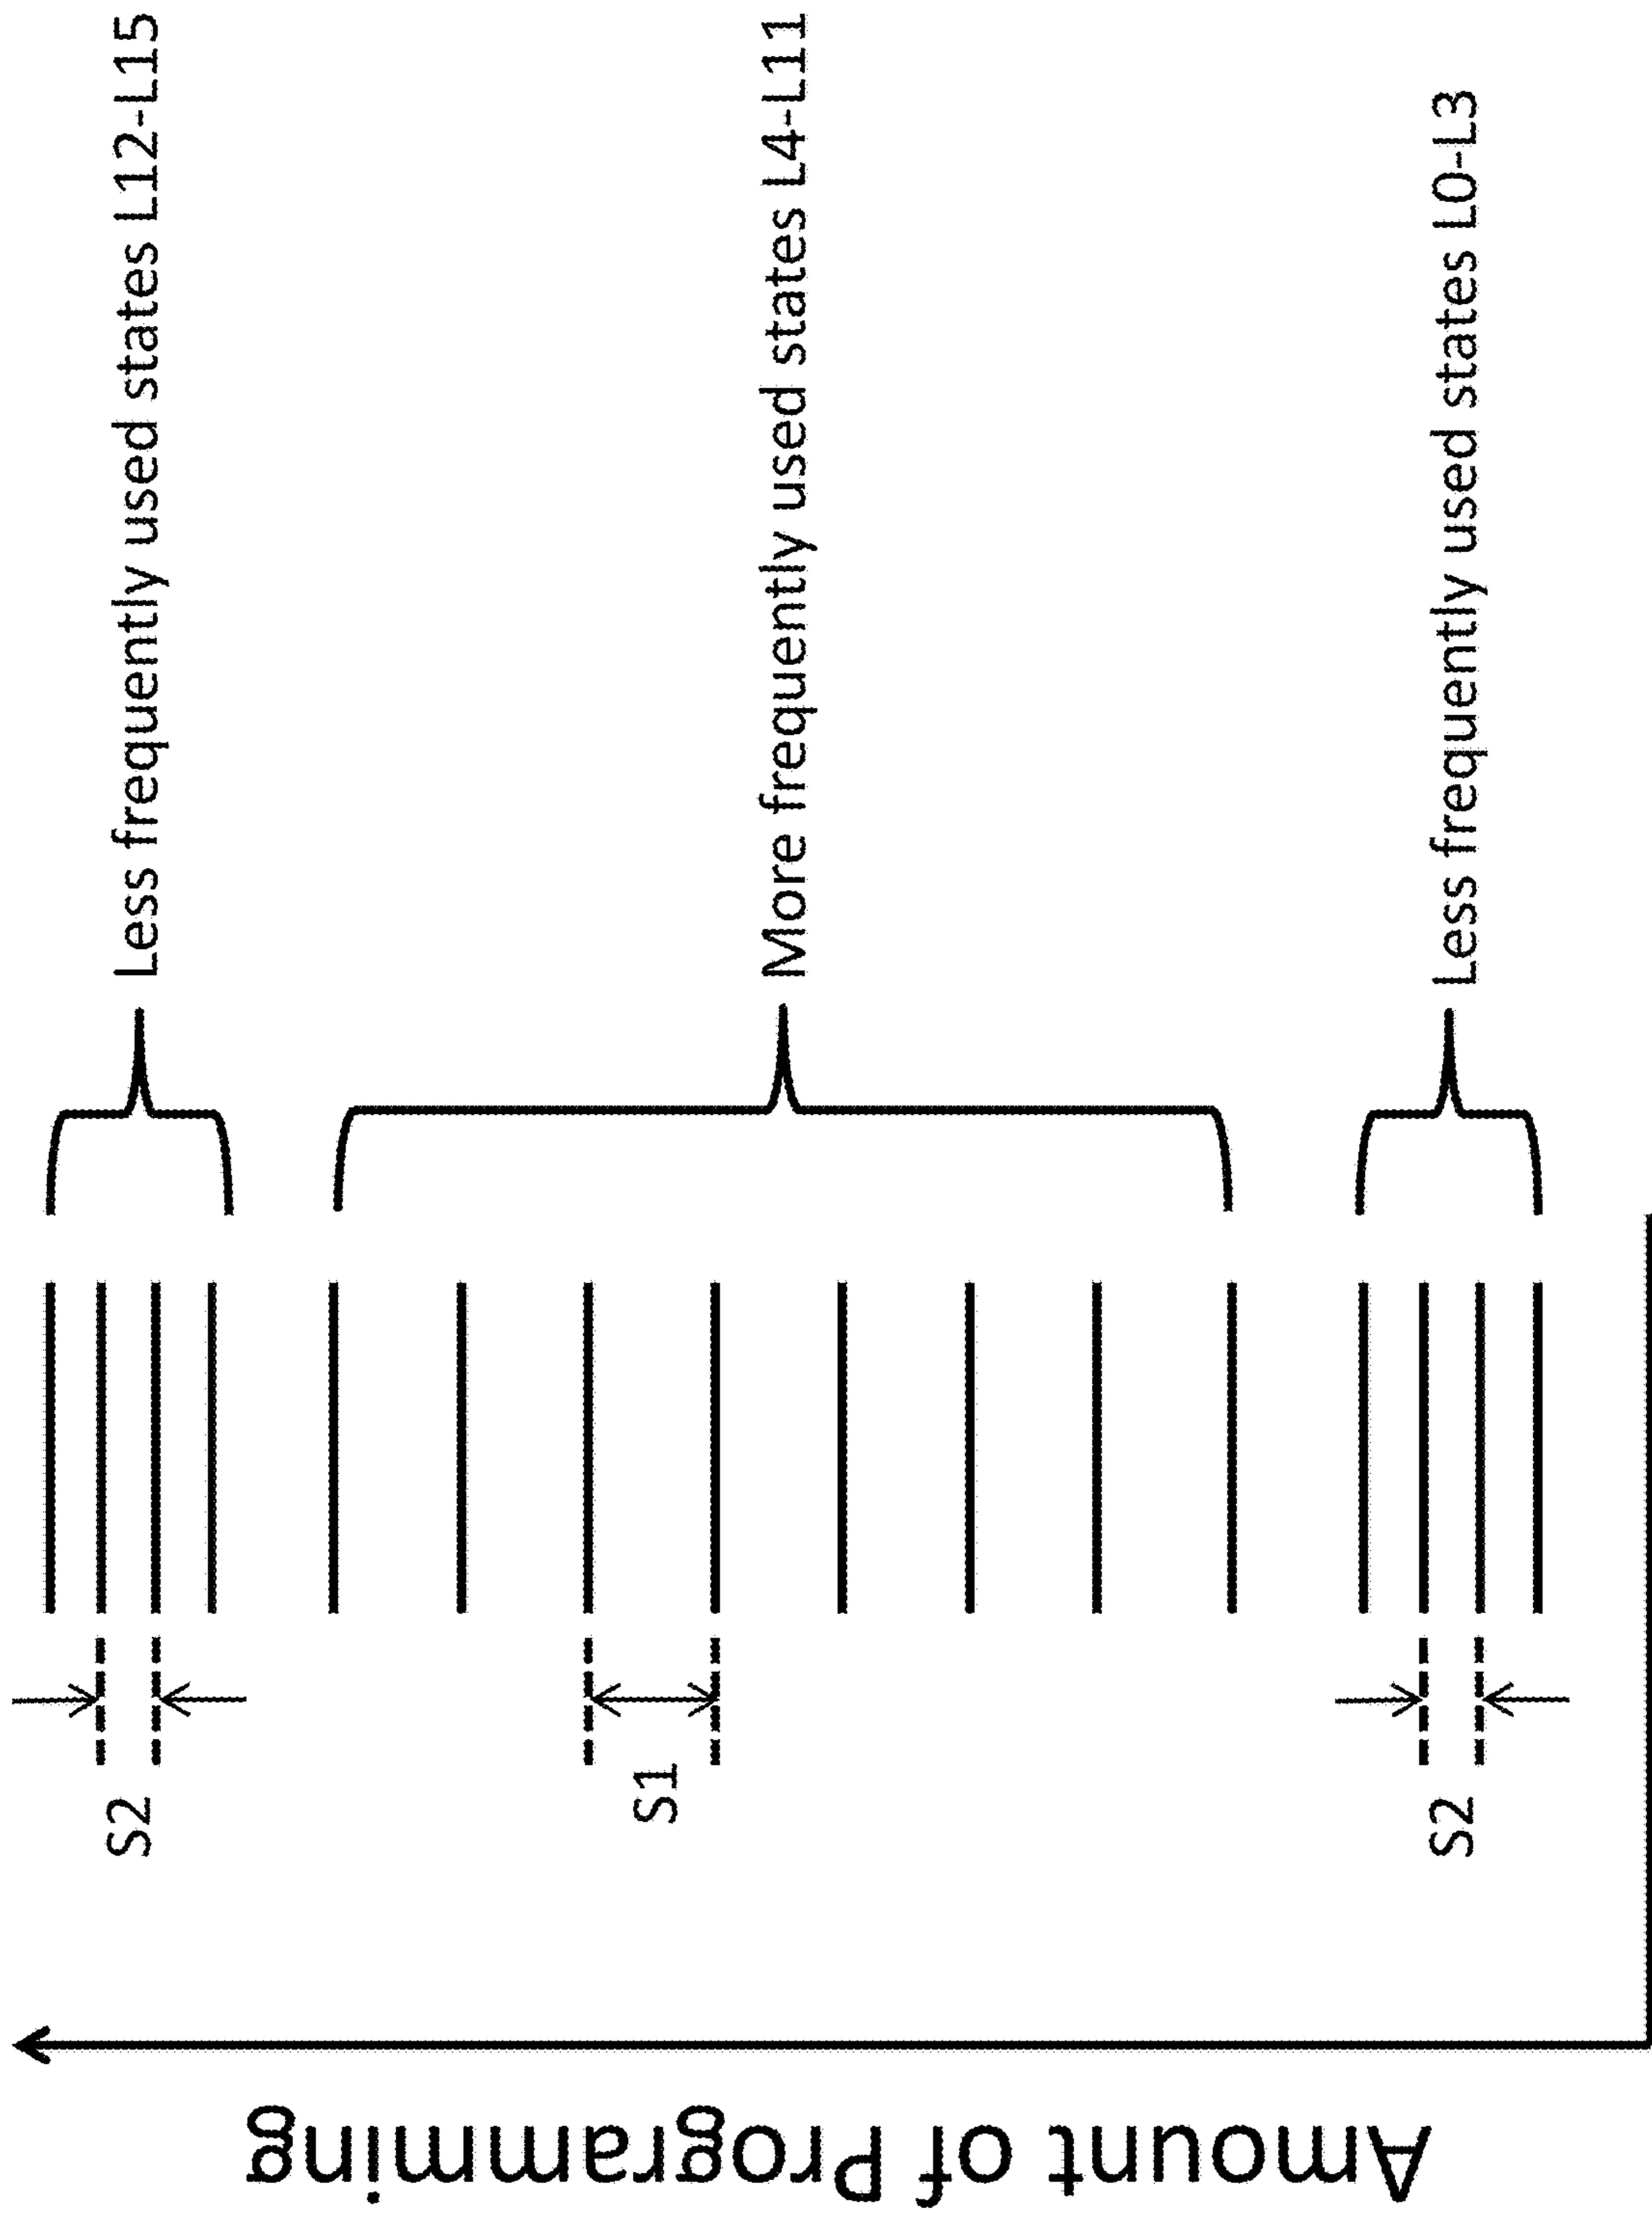 Amount of Programming
S2
S1
S2
Less frequently used states L12-L15
More frequently used states L4-L11
Less frequently used states L0-L3